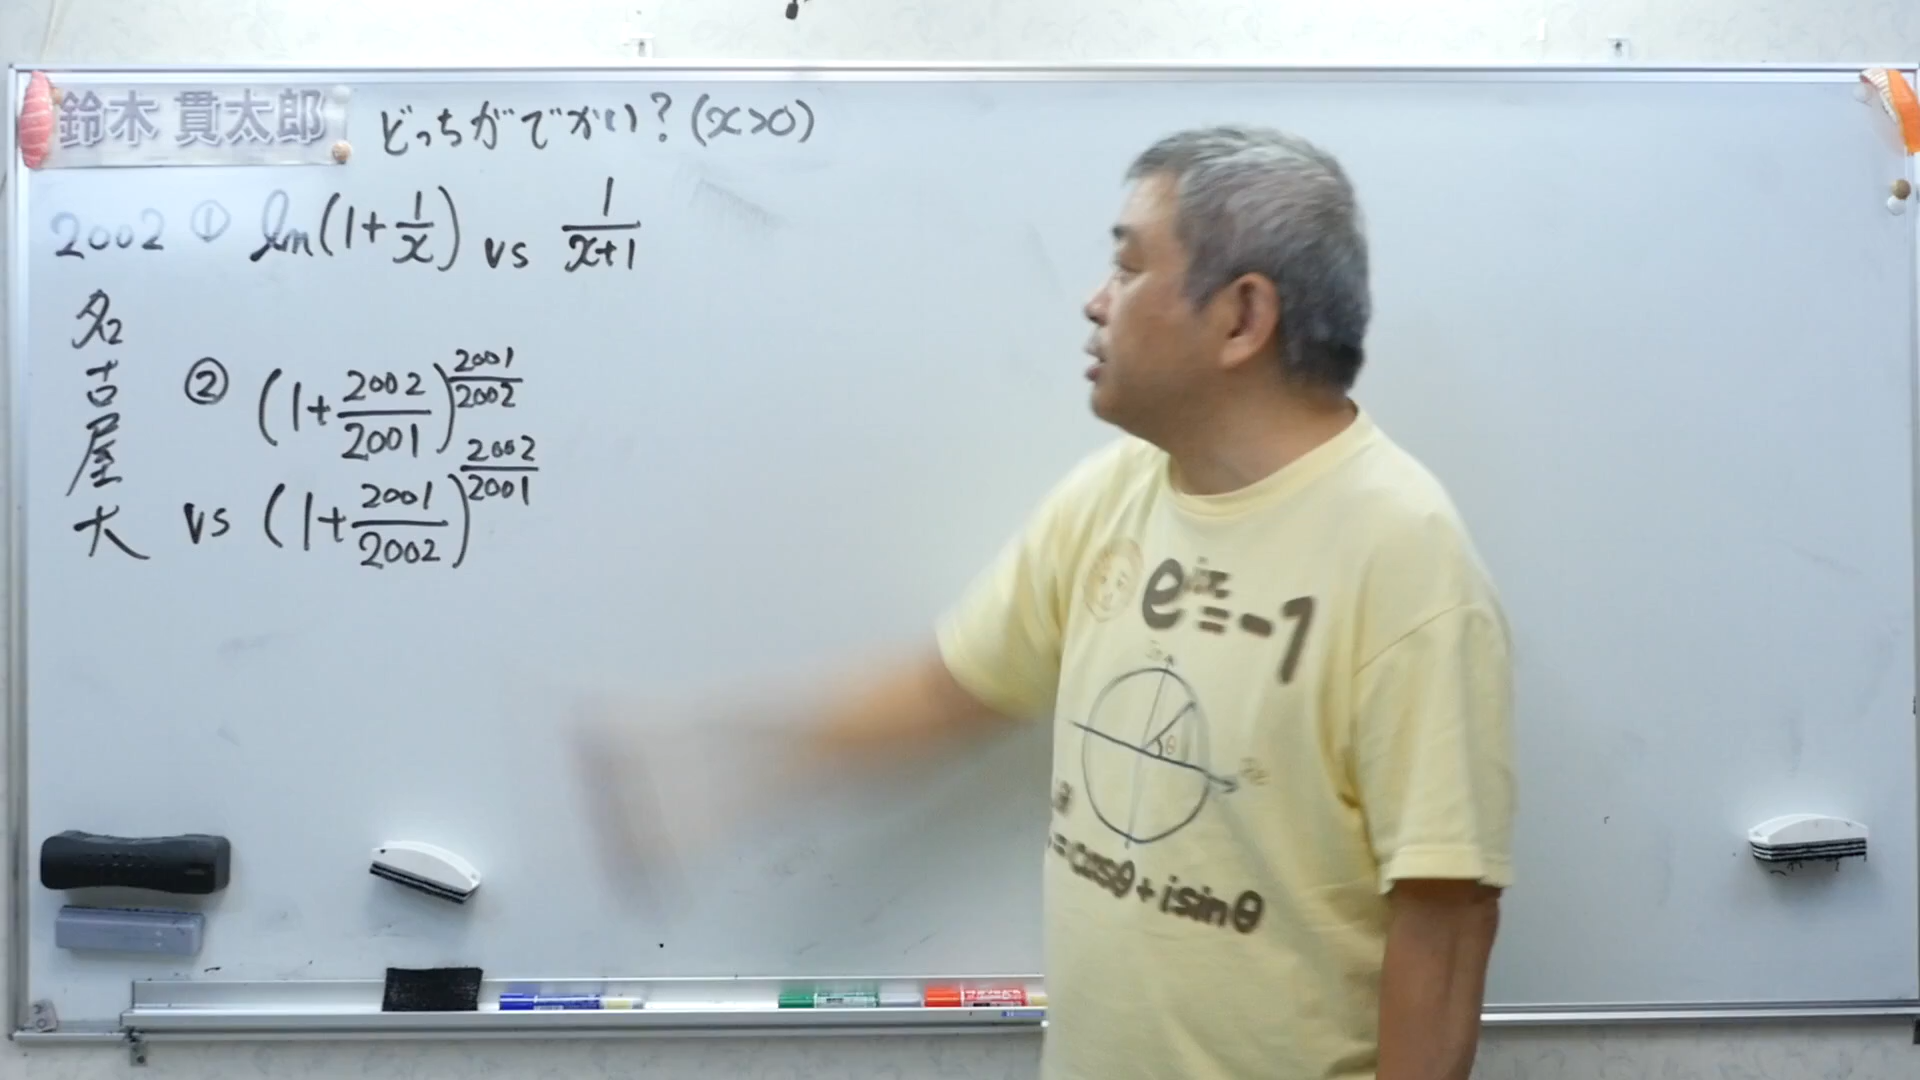 鈴木 貫太郎
どっちがでかい？(x>0)
2002 ① ln(1+1/x) vs 1/(x+1)
名古屋大
② (1+2002/2001)^(2001/2002)
vs (1+2001/2002)^(2002/2001)
e^iπ=-1
θ
=cosθ+isinθ